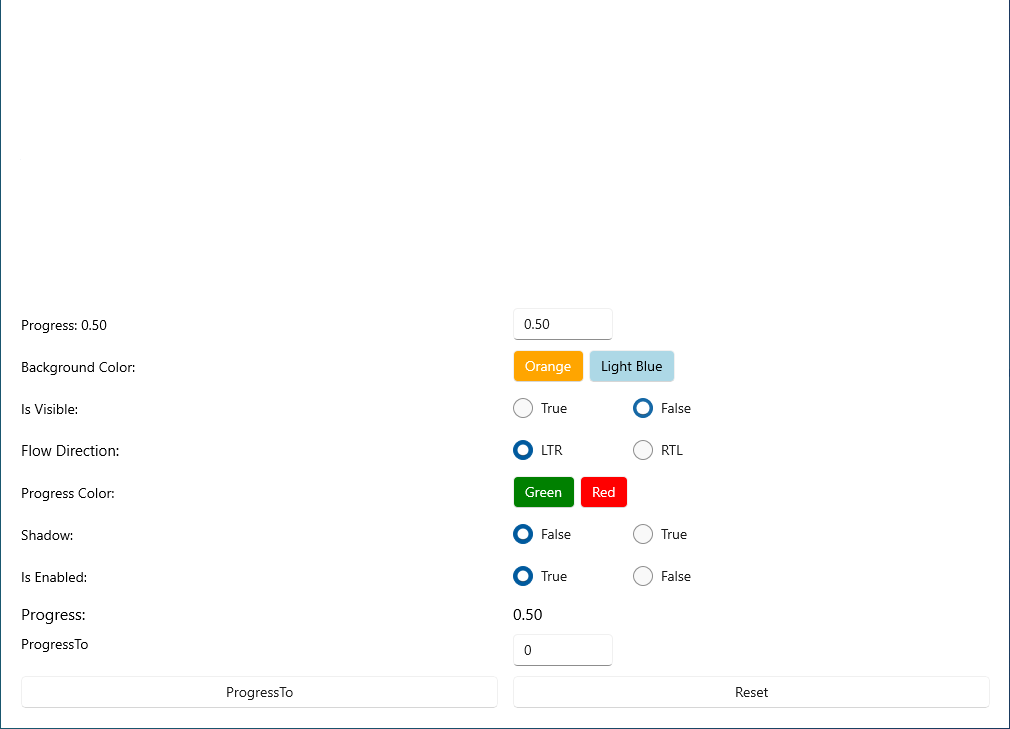 Progress: 0.50 0.50
Background Color: Orange Light Blue
Is Visible: True False
Flow Direction: LTR RTL
Progress Color: Green Red
Shadow: False True
Is Enabled: True False
Progress: 0.50
ProgressTo 0
ProgressTo Reset